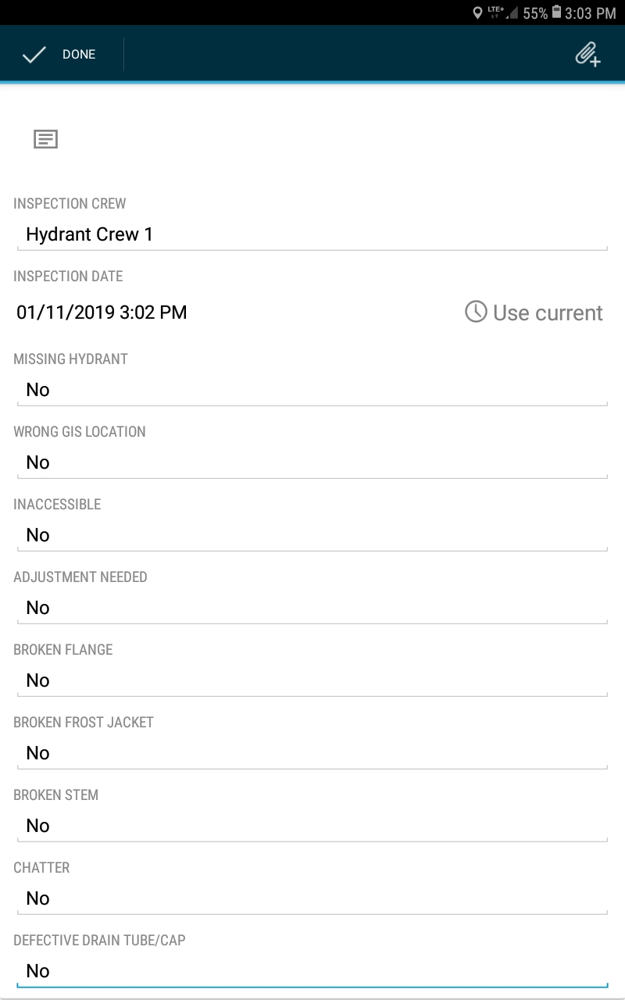 LTE+ 55% 3:03 PM
DONE
INSPECTION CREW
Hydrant Crew 1
INSPECTION DATE
01/11/2019 3:02 PM Use current
MISSING HYDRANT
No
WRONG GIS LOCATION
No
INACCESSIBLE
No
ADJUSTMENT NEEDED
No
BROKEN FLANGE
No
BROKEN FROST JACKET
No
BROKEN STEM
No
CHATTER
No
DEFECTIVE DRAIN TUBE/CAP
No